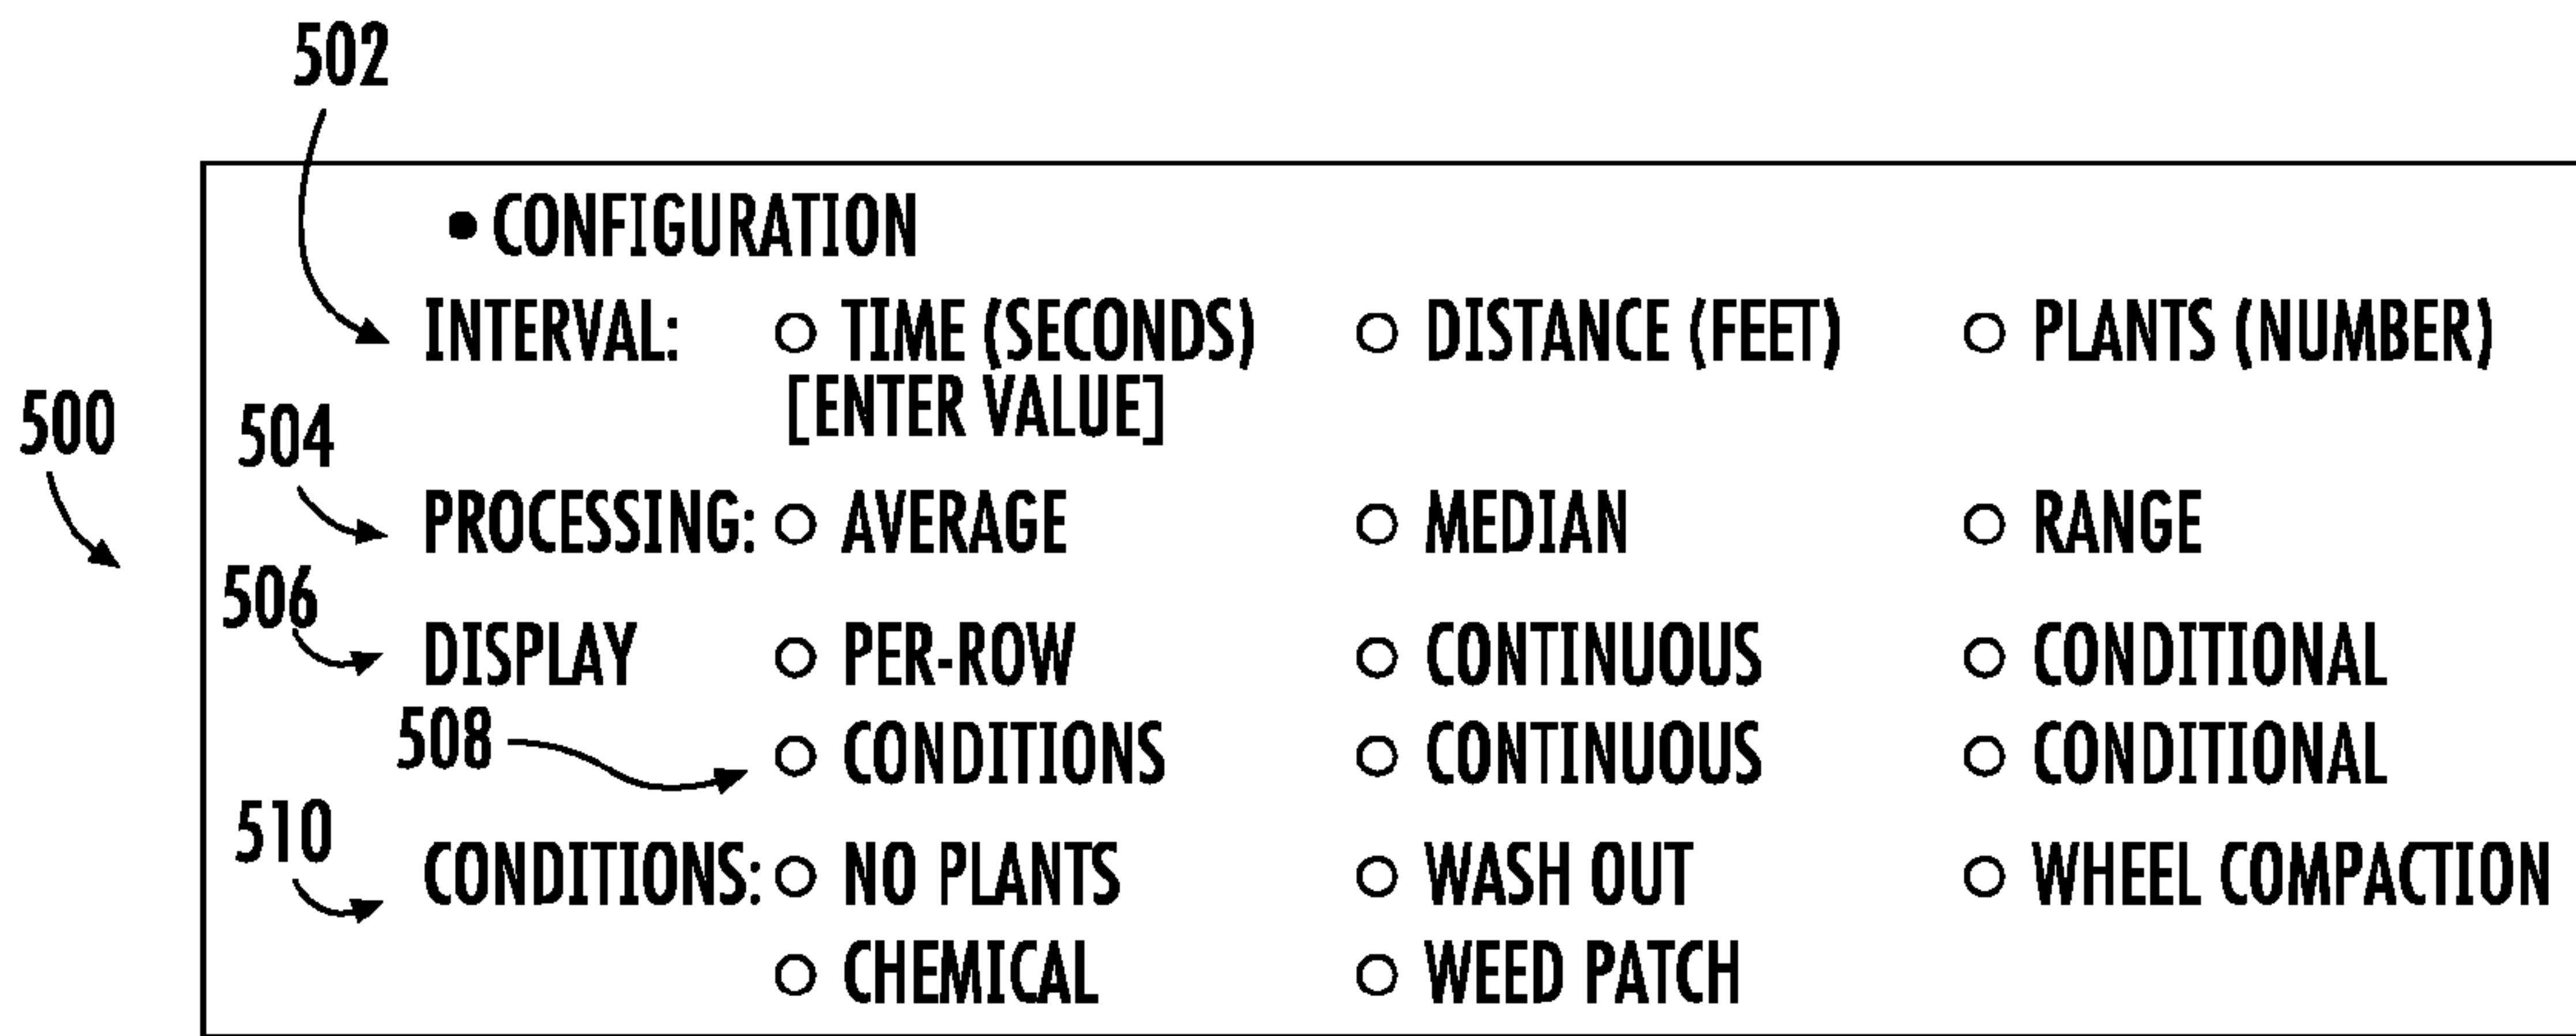 502
• CONFIGURATION
INTERVAL: ○ TIME (SECONDS) ○ DISTANCE (FEET) ○ PLANTS (NUMBER)
[ENTER VALUE]
500
504
PROCESSING: ○ AVERAGE ○ MEDIAN ○ RANGE
506
DISPLAY ○ PER-ROW ○ CONTINUOUS ○ CONDITIONAL
508 ○ CONDITIONS ○ CONTINUOUS ○ CONDITIONAL
510
CONDITIONS: ○ NO PLANTS ○ WASH OUT ○ WHEEL COMPACTION
○ CHEMICAL ○ WEED PATCH